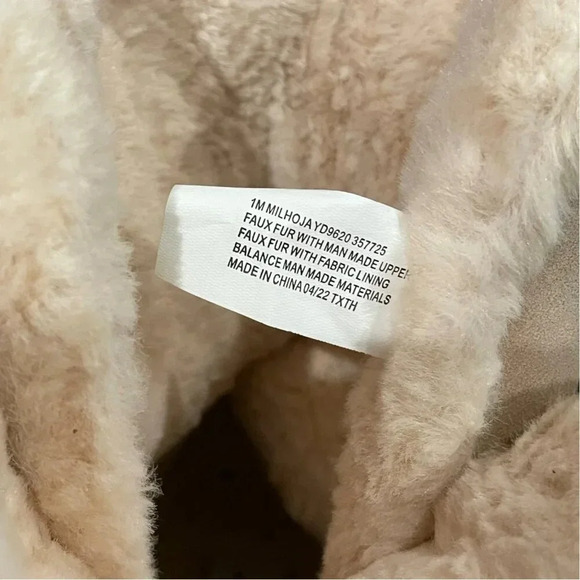 1M MILHOJA YD9620 357725
FAUX FUR WITH MAN MADE UPPER
FAUX FUR WITH FABRIC LINING
BALANCE MAN MADE MATERIALS
MADE IN CHINA 04/22 TXTH